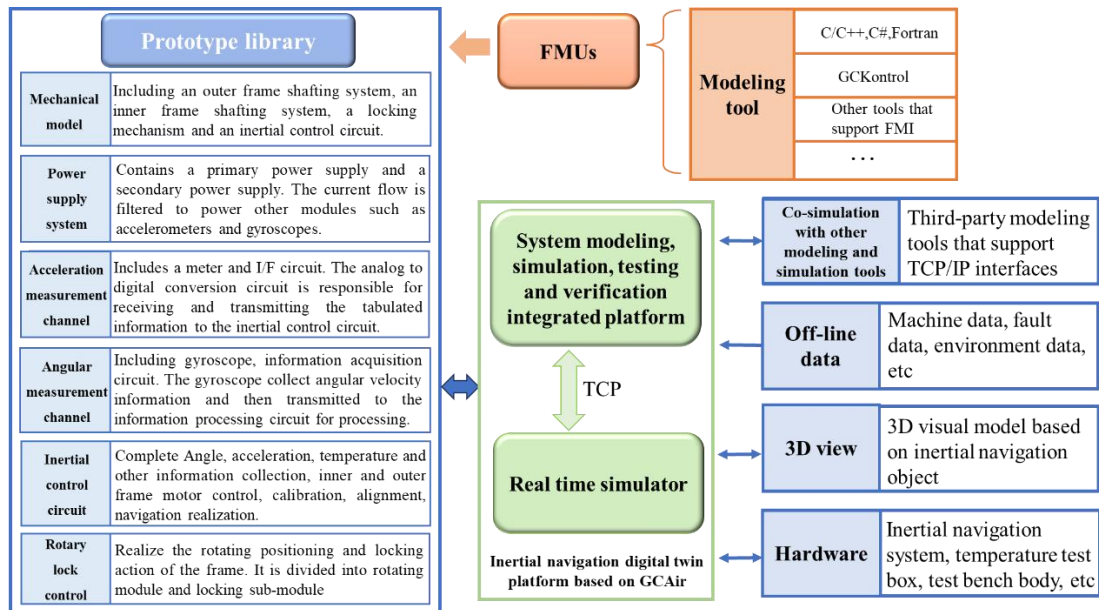 Prototype library
Mechanical
model
Including an outer frame shafting system, an
inner frame shafting system, a locking
mechanism and an inertial control circuit.
Power
supply
system
Contains a primary power supply and a
secondary power supply. The current flow is
filtered to power other modules such as
accelerometers and gyroscopes.
Acceleration
measurement
channel
Includes a meter and I/F circuit. The analog to
digital conversion circuit is responsible for
receiving and transmitting the tabulated
information to the inertial control circuit.
Angular
measurement
channel
Including gyroscope, information acquisition
circuit. The gyroscope collect angular velocity
information and then transmitted to the
information processing circuit for processing.
Inertial
control
circuit
Complete Angle, acceleration, temperature and
other information collection, inner and outer
frame motor control, calibration, alignment,
navigation realization.
Rotary
lock
control
Realize the rotating positioning and locking
action of the frame. It is divided into rotating
module and locking sub-module
FMUs
Modeling
tool
C/C++,C#,Fortran
GCKontrol
Other tools that
support FMI
...
System modeling,
simulation, testing
and verification
integrated platform
TCP
Real time simulator
Inertial navigation digital twin
platform based on GCAir
Co-simulation
with other
modeling and
simulation tools
Third-party modeling
tools that support
TCP/IP interfaces
Off-line
data
Machine data, fault
data, environment data,
etc
3D view
3D visual model based
on inertial navigation
object
Hardware
Inertial navigation
system, temperature test
box, test bench body, etc